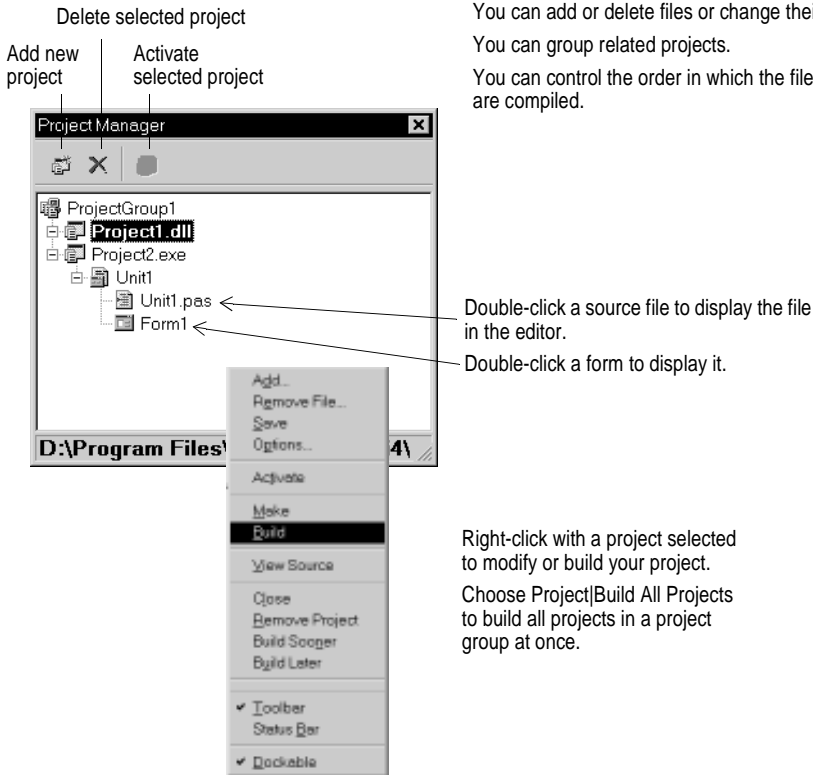 Delete selected project
Add new
project
Activate
selected project
You can add or delete files or change
You can group related projects.
You can control the order in which the file
are compiled.
Project Manager
ProjectGroup1
Project1.dll
Project2.exe
Unit1
Unit1.pas
Form1
Double-click a source file to display the file
in the editor.
Double-click a form to display it.
D:\Program Files\
4\
Add...
Remove File...
Save
Options...
Activate
Make
Build
View Source
Close
Remove Project
Build Sooner
Build Later
Toolbar
Status Bar
Dockable
Right-click with a project selected
to modify or build your project.
Choose Project|Build All Projects
to build all projects in a project
group at once.